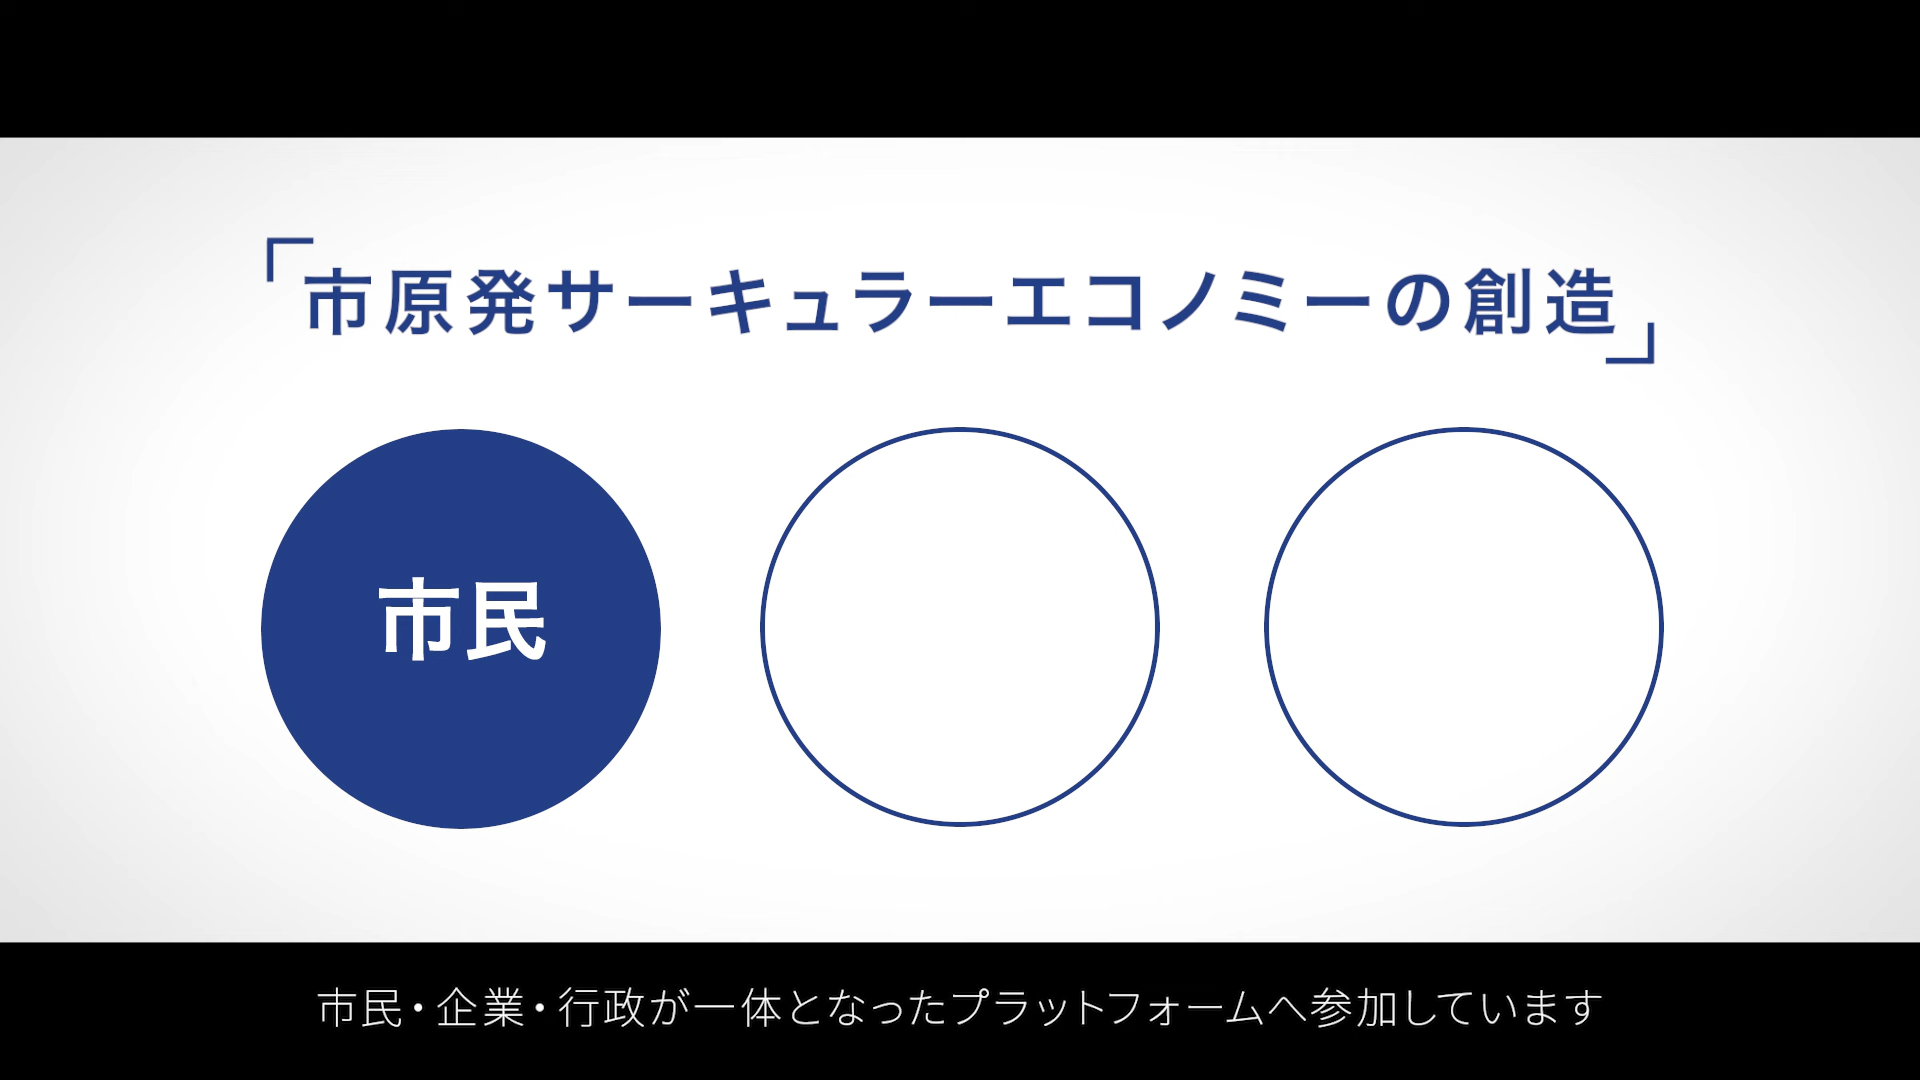 「市原発サーキュラーエコノミーの創造」
市民
市民・企業・行政が一体となったプラットフォームへ参加しています